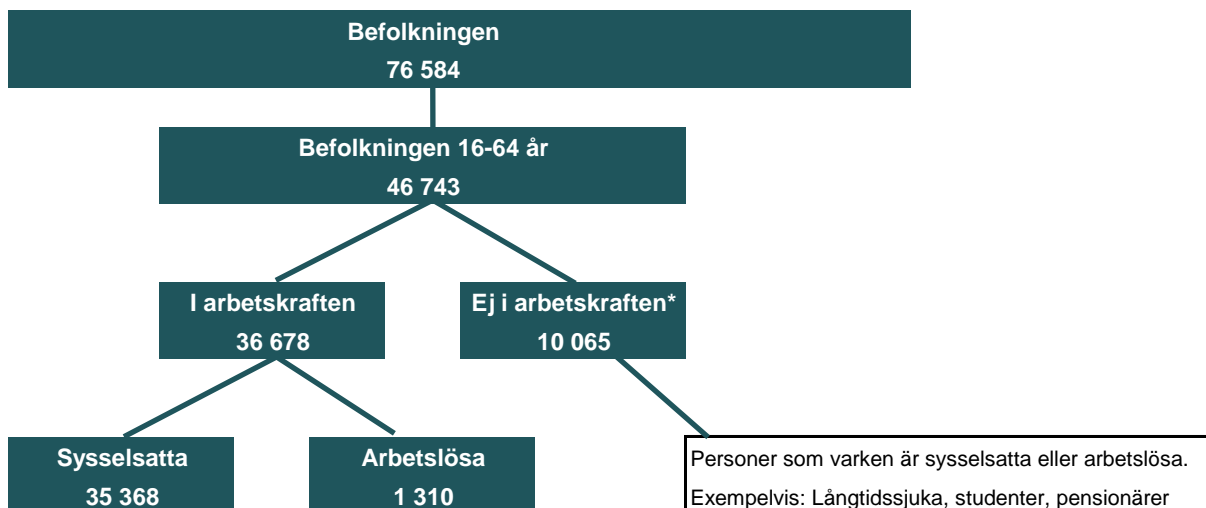 Befolkningen
76 584
Befolkningen 16-64 år
46 743
I arbetskraften
36 678
Ej i arbetskraften*
10 065
Sysselsatta
35 368
Arbetslösa
1 310
Personer som varken är sysselsatta eller arbetslösa.
Exempelvis: Långtidssjuka, studenter, pensionärer